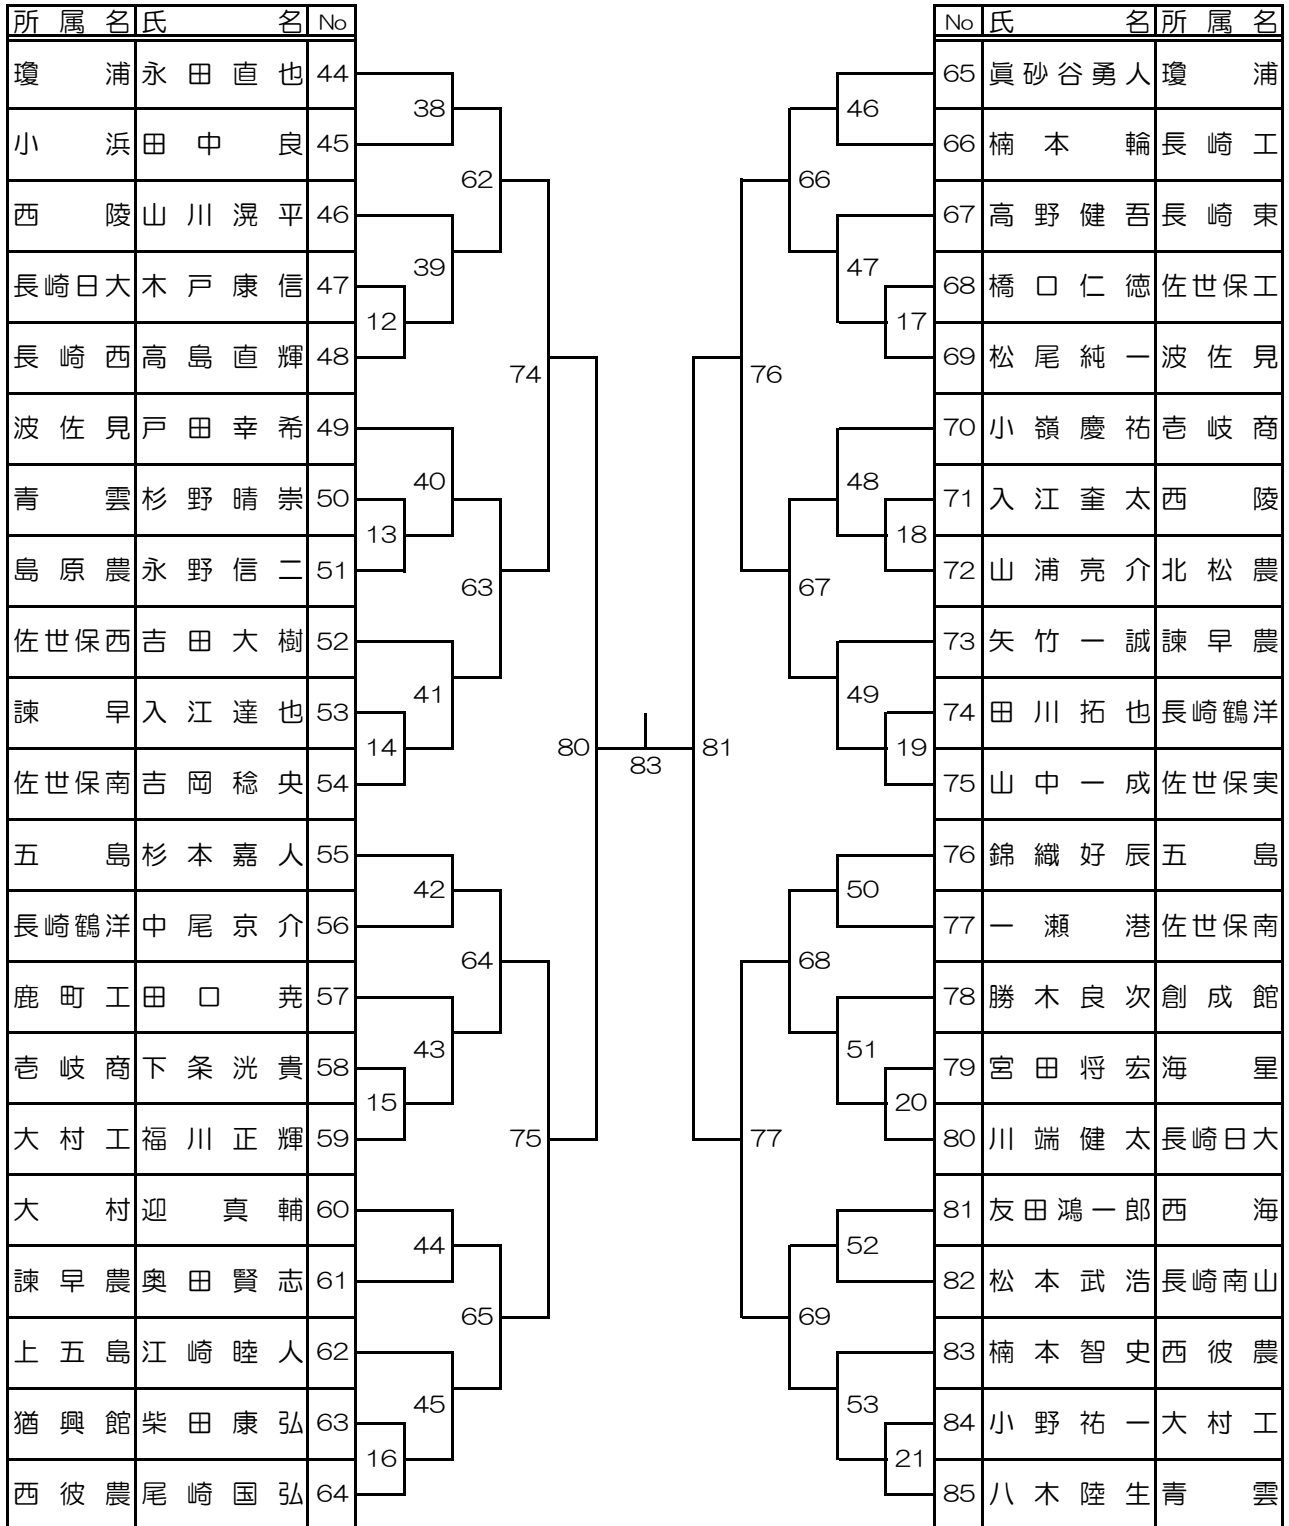 所属名 氏名 No
瓊浦 永田直也 44
小浜 田中良 45
西陵 山川滉平 46
長崎日大 木戸康信 47
長崎西 高島直輝 48
波佐見 戸田幸希 49
青雲 杉野晴崇 50
島原農 永野信二 51
佐世保西 吉田大樹 52
諫早 入江達也 53
佐世保南 吉岡稔央 54
五島 杉本嘉人 55
長崎鶴洋 中尾京介 56
鹿町工 田口尭 57
壱岐商 下条洸貴 58
大村工 福川正輝 59
大村 迎真輔 60
諫早農 奥田賢志 61
上五島 江崎睦人 62
猶興館 柴田康弘 63
西彼農 尾崎国弘 64
38
62
39
12
74
40
13
63
41
14
80
42
64
43
15
75
44
65
45
16
83
81
46
66
47
17
76
48
18
67
49
19
50
68
51
20
77
52
69
53
21
No 氏名 所属名
65 眞砂谷勇人 瓊浦
66 楠本輪 長崎工
67 高野健吾 長崎東
68 橋口仁徳 佐世保工
69 松尾純一 波佐見
70 小嶺慶祐 壱岐商
71 入江奎太 西陵
72 山浦亮介 北松農
73 矢竹一誠 諫早農
74 田川拓也 長崎鶴洋
75 山中一成 佐世保実
76 錦織好辰 五島
77 一瀬港 佐世保南
78 勝木良次 創成館
79 宮田将宏 海星
80 川端健太 長崎日大
81 友田鴻一郎 西海
82 松本武浩 長崎南山
83 楠本智史 西彼農
84 小野祐一 大村工
85 八木陸生 青雲